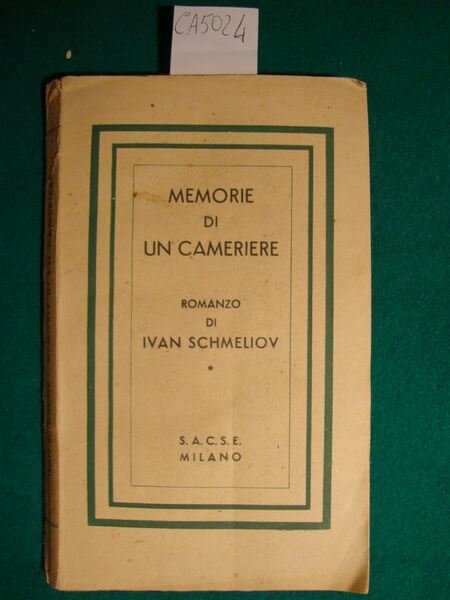 CA5024
MEMORIE
DI
UN CAMERIERE
ROMANZO
DI
IVAN SCHMELIOV
*
S. A. C. S. E.
MILANO